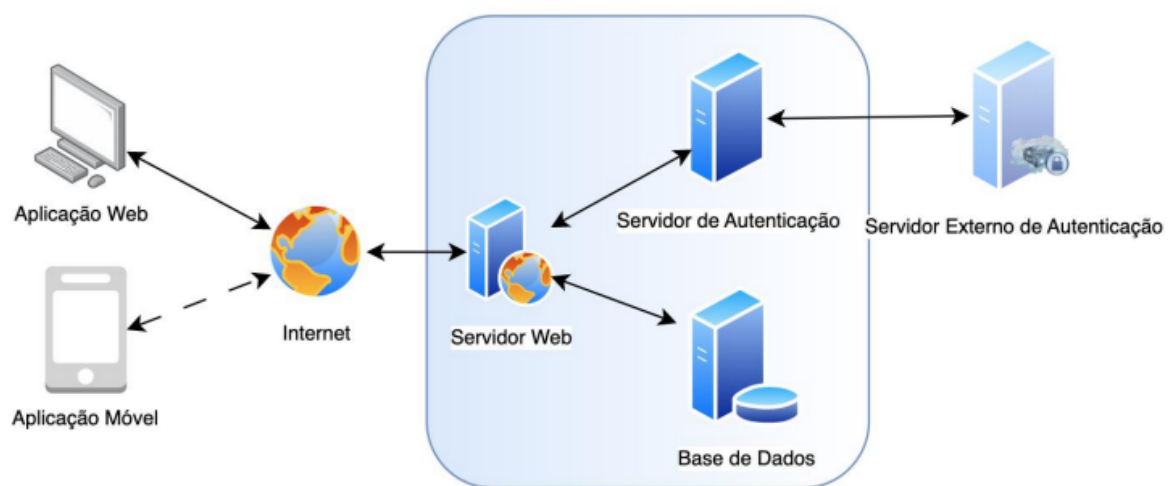 Aplicação Web
Aplicação Móvel
Internet
Servidor Web
Servidor de Autenticação
Base de Dados
Servidor Externo de Autenticação